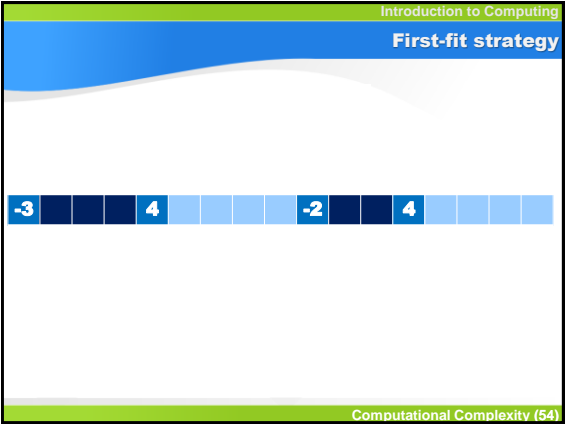 Introduction to Computing
First-fit strategy
-3 4 -2 4
Computational Complexity (54)